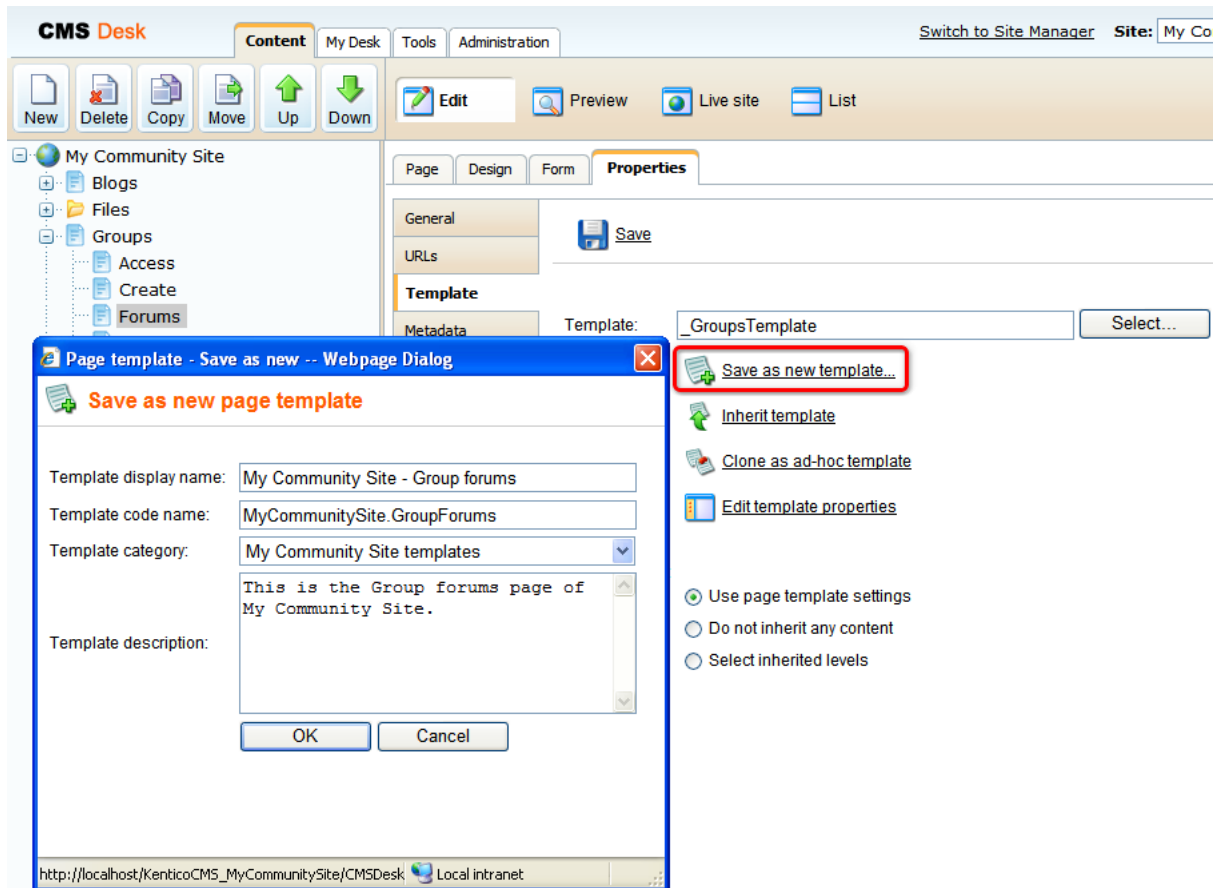 CMS Desk
Content My Desk Tools Administration
Switch to Site Manager Site: My Co
New Delete Copy Move Up Down
Edit Preview Live site List
My Community Site
Blogs
Files
Groups
Access
Create
Forums
Page Design Form Properties
General
URLs
Template
Metadata
Save
Template: _GroupsTemplate Select...
Save as new template...
Inherit template
Clone as ad-hoc template
Edit template properties
Use page template settings
Do not inherit any content
Select inherited levels
Page template - Save as new -- Webpage Dialog
Save as new page template
Template display name: My Community Site - Group forums
Template code name: MyCommunitySite.GroupForums
Template category: My Community Site templates
Template description:
This is the Group forums page of
My Community Site.
OK Cancel
http://localhost/KenticoCMS_MyCommunitySite/CMSDesk Local intranet